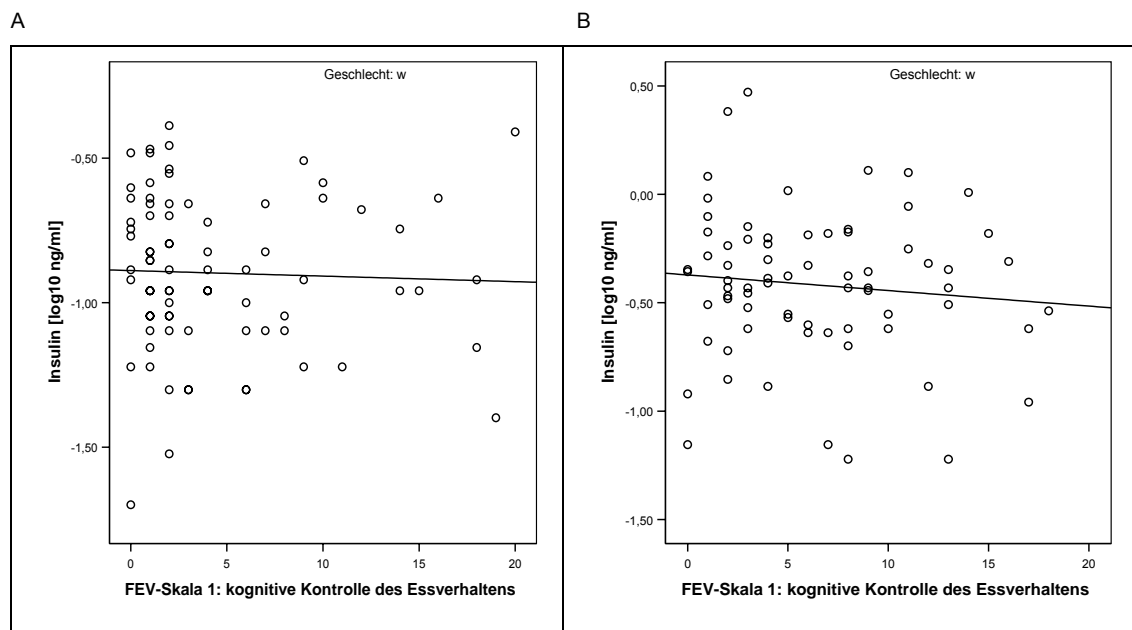 A
B
Geschlecht: w
-0,50
-1,00
-1,50
Insulin [log10 ng/ml]
0
5
10
15
20
FEV-Skala 1: kognitive Kontrolle des Essverhaltens
Geschlecht: w
0,50
0,00
-0,50
-1,00
-1,50
Insulin [log10 ng/ml]
0
5
10
15
20
FEV-Skala 1: kognitive Kontrolle des Essverhaltens